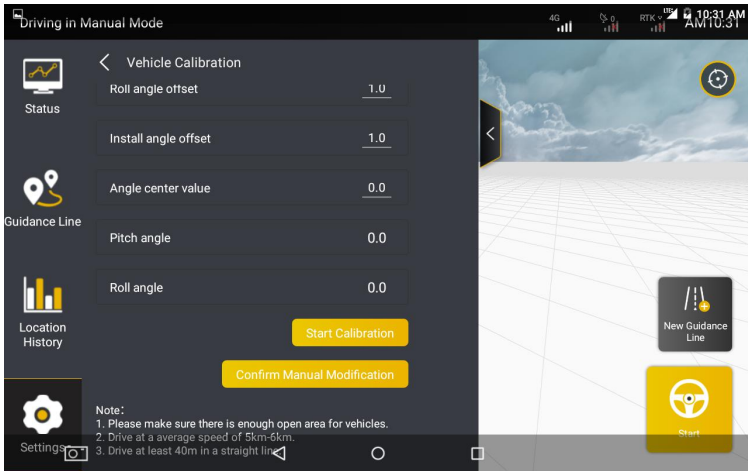 Driving in Manual Mode
4G
0
RTK
LTE
10:31 AM
AM10:31
Status
Guidance Line
Location
History
Settings
Vehicle Calibration
Roll angle offset 1.0
Install angle offset 1.0
Angle center value 0.0
Pitch angle 0.0
Roll angle 0.0
Start Calibration
Confirm Manual Modification
Note:
1. Please make sure there is enough open area for vehicles.
2. Drive at a average speed of 5km-6km.
3. Drive at least 40m in a straight line
New Guidance
Line
Start